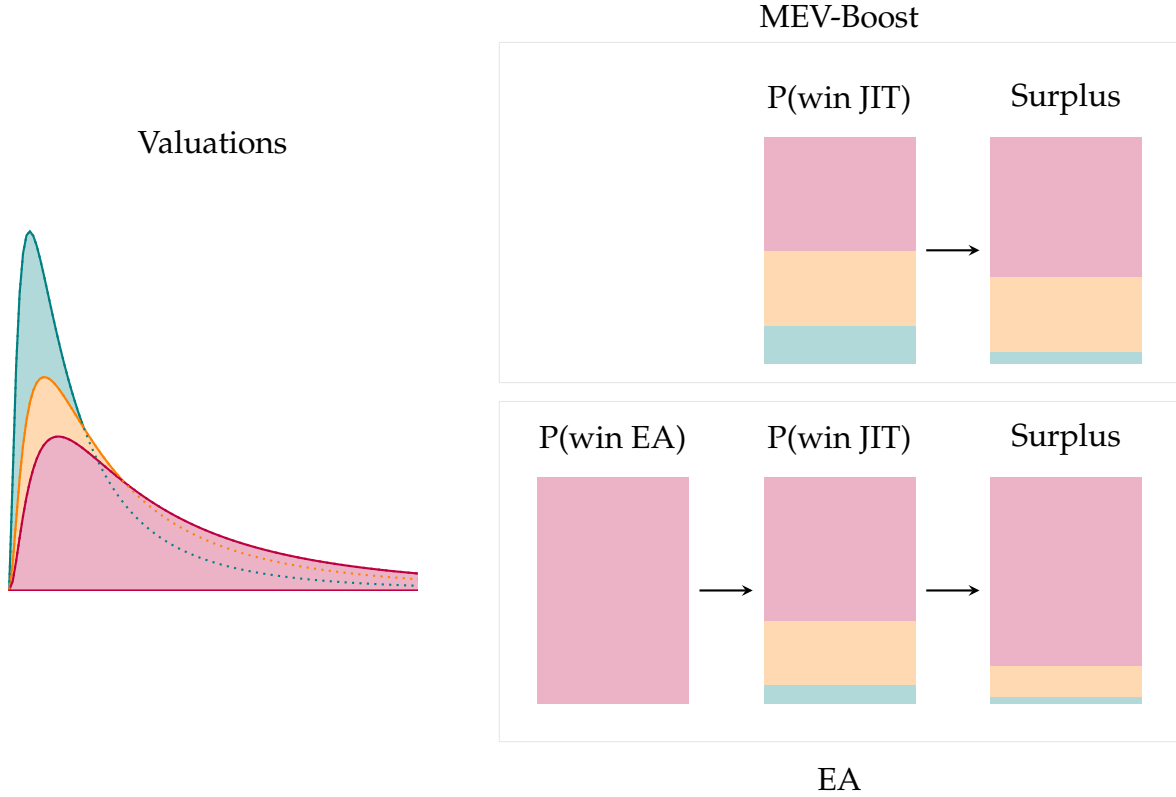 MEV-Boost
Valuations
P(win JIT)
Surplus
P(win EA)
P(win JIT)
Surplus
EA